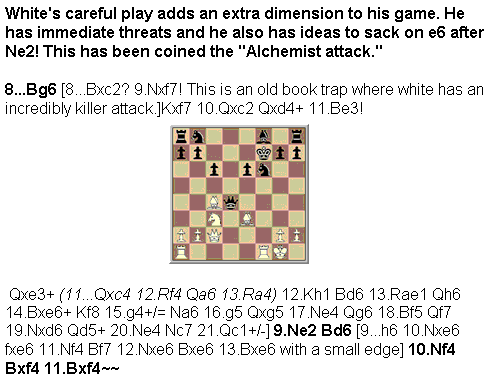 White's careful play adds an extra dimension to his game. He
has immediate threats and he also has ideas to sack on e6 after
Ne2! This has been coined the "Alchemist attack."
8...Bg6 [8...Bxc2? 9.Nxf7! This is an old book trap where white has an
incredibly killer attack.]Kxf7 10.Qxc2 Qxd4+ 11.Be3!
Qxe3+ (11...Qxc4 12.Rf4 Qa6 13.Ra4) 12.Kh1 Bd6 13.Rae1 Qh6
14.Bxe6+ Kf8 15.g4+/= Na6 16.g5 Qxg5 17.Ne4 Qg6 18.Bf5 Qf7
19.Nxd6 Qd5+ 20.Ne4 Nc7 21.Qc1+/-] 9.Ne2 Bd6 [9...h6 10.Nxe6
fxe6 11.Nf4 Bf7 12.Nxe6 Bxe6 13.Bxe6 with a small edge] 10.Nf4
Bxf4 11.Bxf4~~